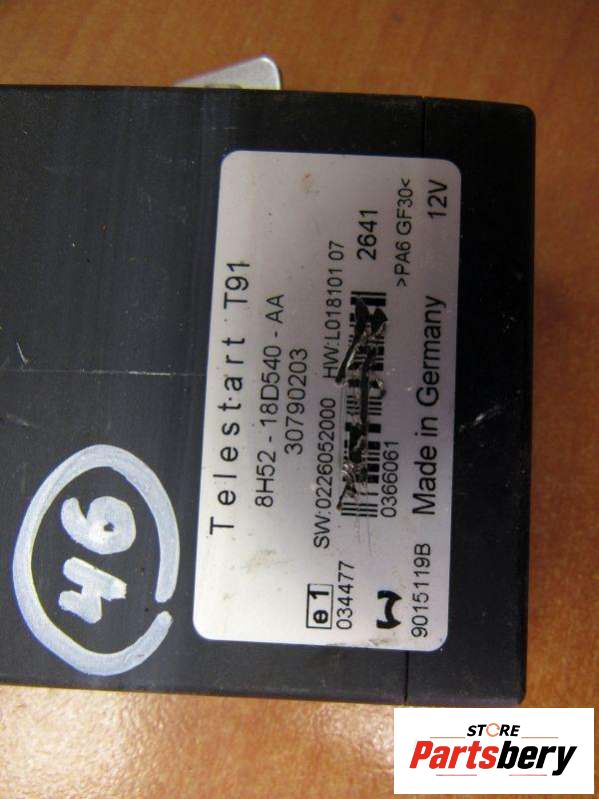 Telestart T91
8H52 - 18D540 - AA
30790203
e1 SW:0226052000 HW:L018101 07
034477
0366061 2641
>PA6 GF30<
9015119B Made in Germany 12V
46
STORE
Partsbery